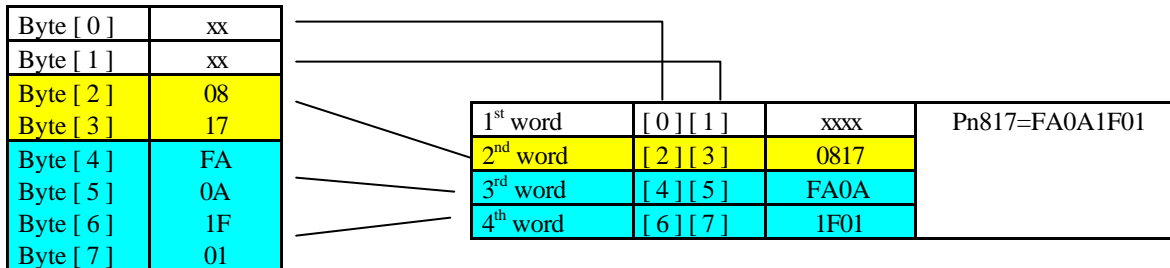 Byte [ 0 ] xx
Byte [ 1 ] xx
Byte [ 2 ] 08
Byte [ 3 ] 17
Byte [ 4 ] FA
Byte [ 5 ] 0A
Byte [ 6 ] 1F
Byte [ 7 ] 01
1st word [ 0 ] [ 1 ] xxxx Pn817=FA0A1F01
2nd word [ 2 ] [ 3 ] 0817
3rd word [ 4 ] [ 5 ] FA0A
4th word [ 6 ] [ 7 ] 1F01